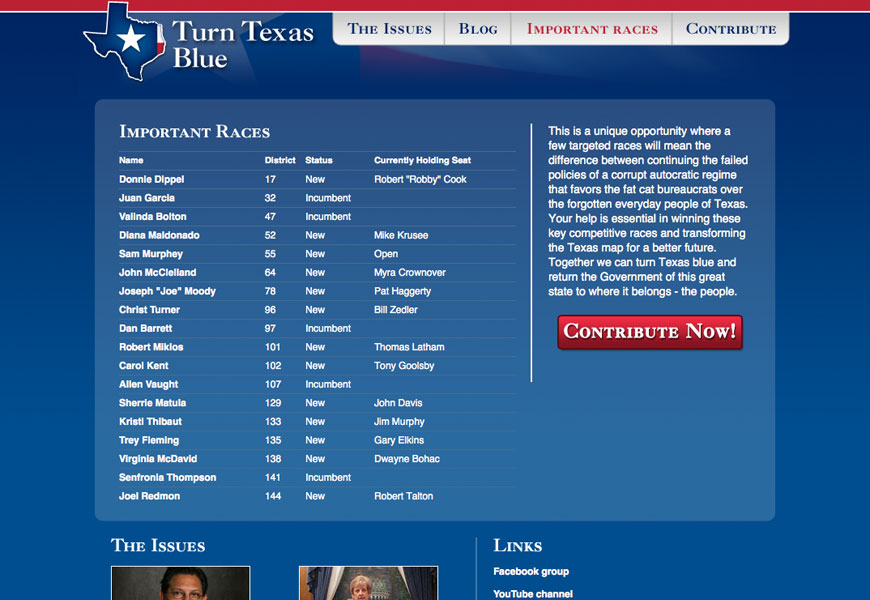 Turn Texas
Blue
The Issues
Blog
Important races
Contribute
Important Races
Name District Status Currently Holding Seat
Donnie Dippel 17 New Robert "Robby" Cook
Juan Garcia 32 Incumbent
Valinda Bolton 47 Incumbent
Diana Maldonado 52 New Mike Krusee
Sam Murphey 55 New Open
John McClelland 64 New Myra Crownover
Joseph "Joe" Moody 78 New Pat Haggerty
Christ Turner 96 New Bill Zedler
Dan Barrett 97 Incumbent
Robert Miklos 101 New Thomas Latham
Carol Kent 102 New Tony Goolsby
Allen Vaught 107 Incumbent
Sherrie Matula 129 New John Davis
Kristi Thibaut 133 New Jim Murphy
Trey Fleming 135 New Gary Elkins
Virginia McDavid 138 New Dwayne Bohac
Senfronia Thompson 141 Incumbent
Joel Redmon 144 New Robert Talton
This is a unique opportunity where a
few targeted races will mean the
difference between continuing the failed
policies of a corrupt autocratic regime
that favors the fat cat bureaucrats over
the forgotten everyday people of Texas.
Your help is essential in winning these
key competitive races and transforming
the Texas map for a better future.
Together we can turn Texas blue and
return the Government of this great
state to where it belongs - the people.
Contribute Now!
The Issues
Links
Facebook group
YouTube channel